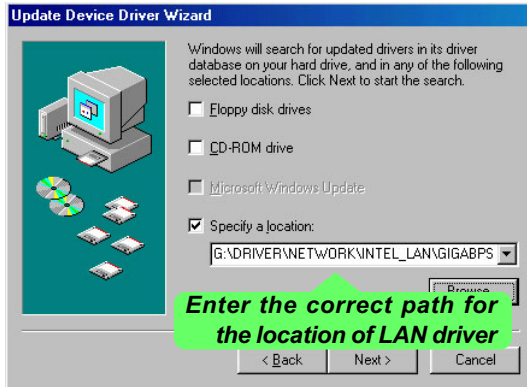 Update Device Driver Wizard
Windows will search for updated drivers in its driver
database on your hard drive, and in any of the following
selected locations. Click Next to start the search.
Floppy disk drives
CD-ROM drive
Microsoft Windows Update
Specify a location:
G:\DRIVER\NETWORK\INTEL_LAN\GIGABPS
Browse...
Enter the correct path for
the location of LAN driver
< Back
Next >
Cancel